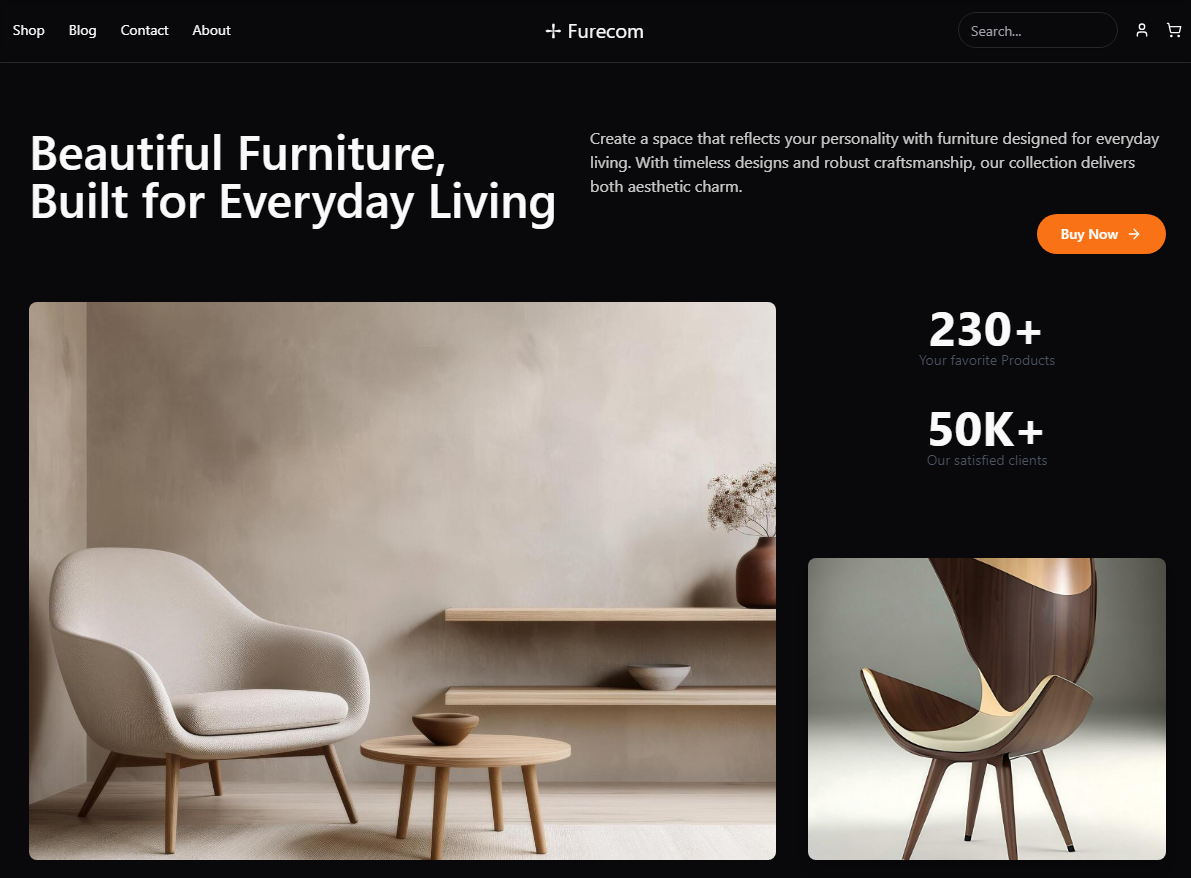 Shop Blog Contact About
Furecom
Search...
Beautiful Furniture,
Built for Everyday Living
Create a space that reflects your personality with furniture designed for everyday
living. With timeless designs and robust craftsmanship, our collection delivers
both aesthetic charm.
Buy Now
230+
Your favorite Products
50K+
Our satisfied clients